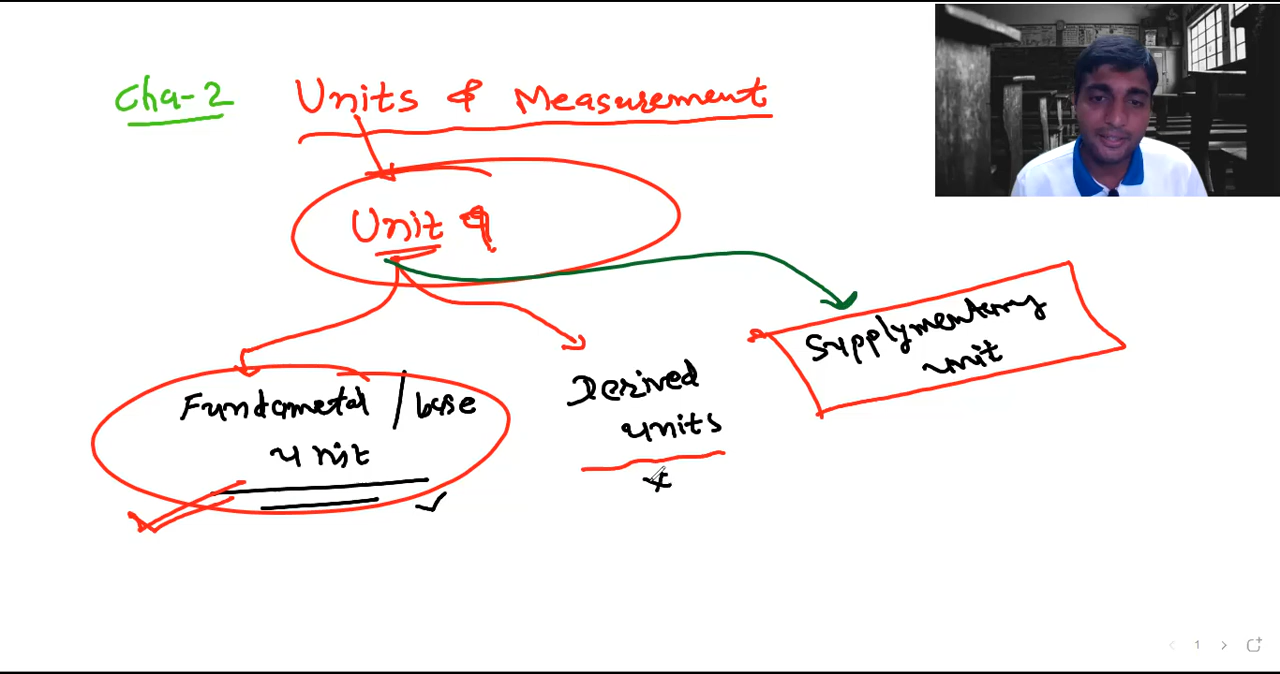 Cha-2 Units & Measurement
Unit
Fundametal / base
unit
Derived
units
Supplymentary
unit
1